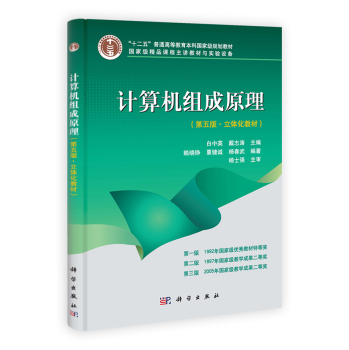 "十二五"普通高等教育本科国家级规划教材
国家级精品课程主讲教材与实验设备
计算机组成原理
(第五版·立体化教材)
白中英 戴志涛 主编
杨士强 主审
第一版 1992年国家级优秀教材特等奖
第二版 1997年国家级教学成果二等奖
第三版 2005年国家级教学成果二等奖
科学出版社
计算机组成原理
(第五版·立体化教材)
科学出版社